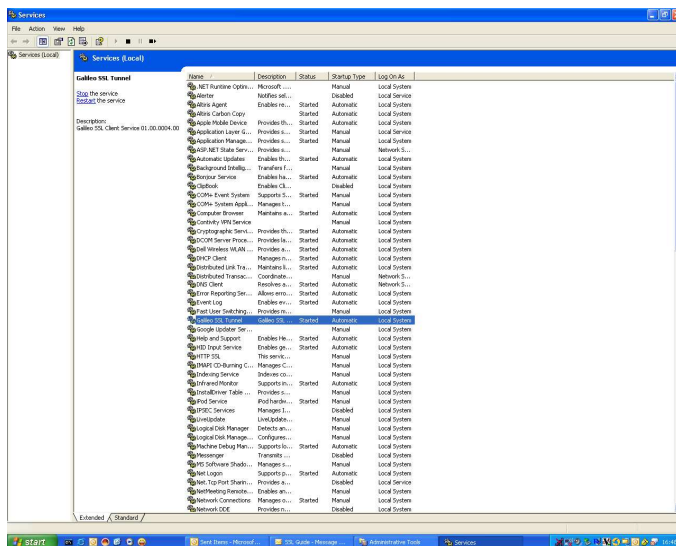 Services
File Action View Help
Services (Local)
Services (Local)
Galileo SSL Tunnel
Stop the service
Restart the service
Description:
Galileo SSL Client Service 01.00.0004.00
Name Description Status Startup Type Log On As
.NET Runtime Optim... Microsoft .... Manual Local System
Alerter Notifies sel... Disabled Local Service
Altiris Agent Enables re... Started Automatic Local System
Altiris Carbon Copy Started Automatic Local System
Apple Mobile Device Provides th... Started Automatic Local System
Application Layer G... Provides s... Started Manual Local Service
Application Manage... Provides s... Started Manual Local System
ASP.NET State Serv... Provides s... Manual Network S...
Automatic Updates Enables th... Started Automatic Local System
Background Intellig... Transfers f... Manual Local System
Bonjour Service Enables ha... Started Automatic Local System
ClipBook Enables Cli... Disabled Local System
COM+ Event System Supports S... Started Manual Local System
COM+ System Appli... Manages t... Manual Local System
Computer Browser Maintains a... Started Automatic Local System
Contivity VPN Service Manual Local System
Cryptographic Servi... Provides th... Started Automatic Local System
DCOM Server Proce... Provides la... Started Automatic Local System
Dell Wireless WLAN ... Provides a... Started Automatic Local System
DHCP Client Manages n... Started Automatic Local System
Distributed Link Tra... Maintains li... Started Automatic Local System
Distributed Transac... Coordinate... Manual Network S...
DNS Client Resolves a... Started Automatic Network S...
Error Reporting Ser... Allows erro... Started Automatic Local System
Event Log Enables ev... Started Automatic Local System
Fast User Switching... Provides m... Manual Local System
Galileo SSL Tunnel Galileo SSL ... Started Automatic Local System
Google Updater Ser... Manual Local System
Help and Support Enables He... Started Automatic Local System
HID Input Service Enables ge... Started Automatic Local System
HTTP SSL This servic... Manual Local System
IMAPI CD-Burning C... Manages C... Manual Local System
Indexing Service Indexes co... Manual Local System
Infrared Monitor Supports in... Started Automatic Local System
InstallDriver Table ... Provides s... Manual Local System
iPod Service iPod hardw... Started Manual Local System
IPSEC Services Manages I... Disabled Local System
LiveUpdate LiveUpdate... Manual Local System
Logical Disk Manager Detects an... Manual Local System
Logical Disk Manage... Configures... Manual Local System
Machine Debug Man... Supports lo... Started Automatic Local System
Messenger Transmits ... Disabled Local System
MS Software Shado... Manages s... Manual Local System
Net Logon Supports p... Started Automatic Local System
Net.Tcp Port Sharin... Provides a... Disabled Local Service
NetMeeting Remote... Enables an... Manual Local System
Network Connections Manages o... Started Manual Local System
Network DDE Provides n... Disabled Local System
Extended Standard
start Sent Items - Microsof... SSL Guide - Message ... Administrative Tools Services